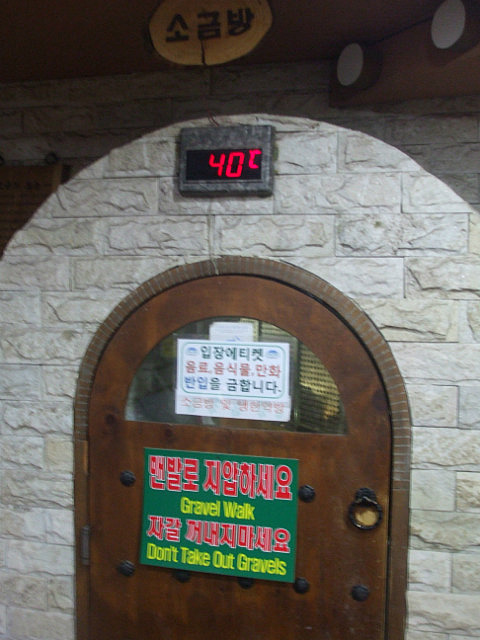 소금방
40℃
입장에티켓
음료,음식물,만화
반입을 금합니다.
맨발로 지압하세요
Gravel Walk
자갈 꺼내지마세요
Don't Take Out Gravels